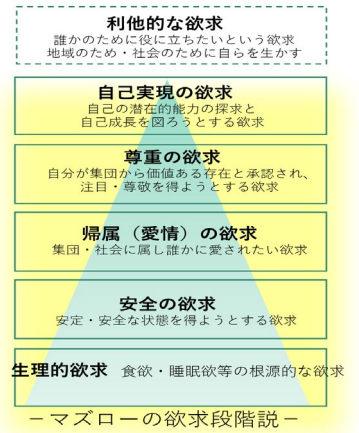 利他的な欲求
誰かのために役に立ちたいという欲求
地域のため・社会のために自らを生かす
自己実現の欲求
自己の潜在的能力の探求と
自己成長を図ろうとする欲求
尊重の欲求
自分が集団から価値ある存在と承認され、
注目・尊敬を得ようとする欲求
帰属（愛情）の欲求
集団・社会に属し誰かに愛されたい欲求
安全の欲求
安定・安全な状態を得ようとする欲求
生理的欲求 食欲・睡眠欲等の根源的な欲求
－マズローの欲求段階説－